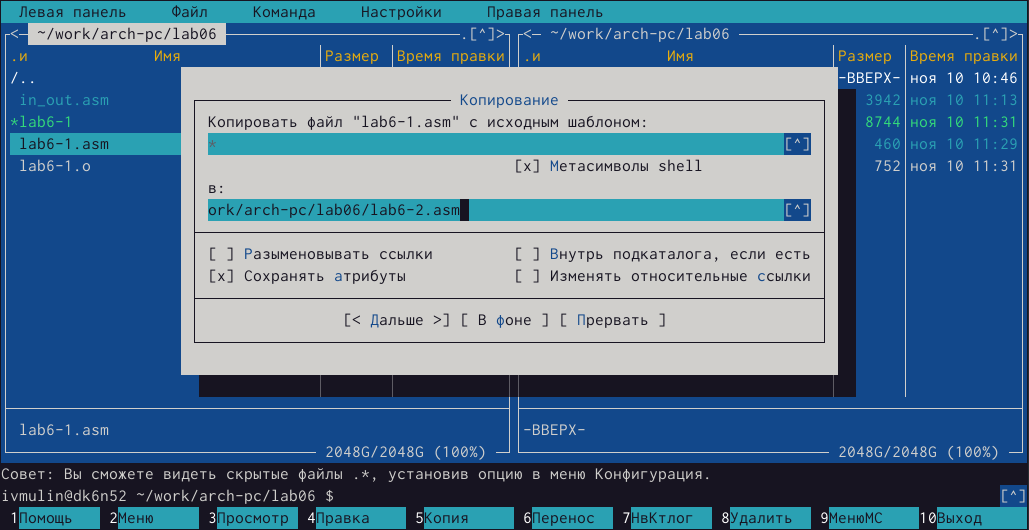 Левая панель Файл Команда Настройки Правая панель
<─ ~/work/arch-pc/lab06 .[^]> <─ ~/work/arch-pc/lab06 .[^]>
.и Имя Размер Время правки .и Имя Размер Время правки
/.. -ВВЕРХ- ноя 10 10:46
in_out.asm 3942 ноя 10 11:13
*lab6-1 8744 ноя 10 11:31
lab6-1.asm 460 ноя 10 11:29
lab6-1.o 752 ноя 10 11:31
Копирование
Копировать файл "lab6-1.asm" с исходным шаблоном:
* [^]
[x] Метасимволы shell
в:
ork/arch-pc/lab06/lab6-2.asm [^]
[ ] Разыменовывать ссылки [ ] Внутрь подкаталога, если есть
[x] Сохранять атрибуты [ ] Изменять относительные ссылки
[< Дальше >] [ В фоне ] [ Прервать ]
lab6-1.asm -ВВЕРХ-
2048G/2048G (100%) 2048G/2048G (100%)
Совет: Вы сможете видеть скрытые файлы .*, установив опцию в меню Конфигурация.
ivmulin@dk6n52 ~/work/arch-pc/lab06 $ [^]
1Помощь 2Меню 3Просмотр 4Правка 5Копия 6Перенос 7НвКтлог 8Удалить 9МенюMC 10Выход